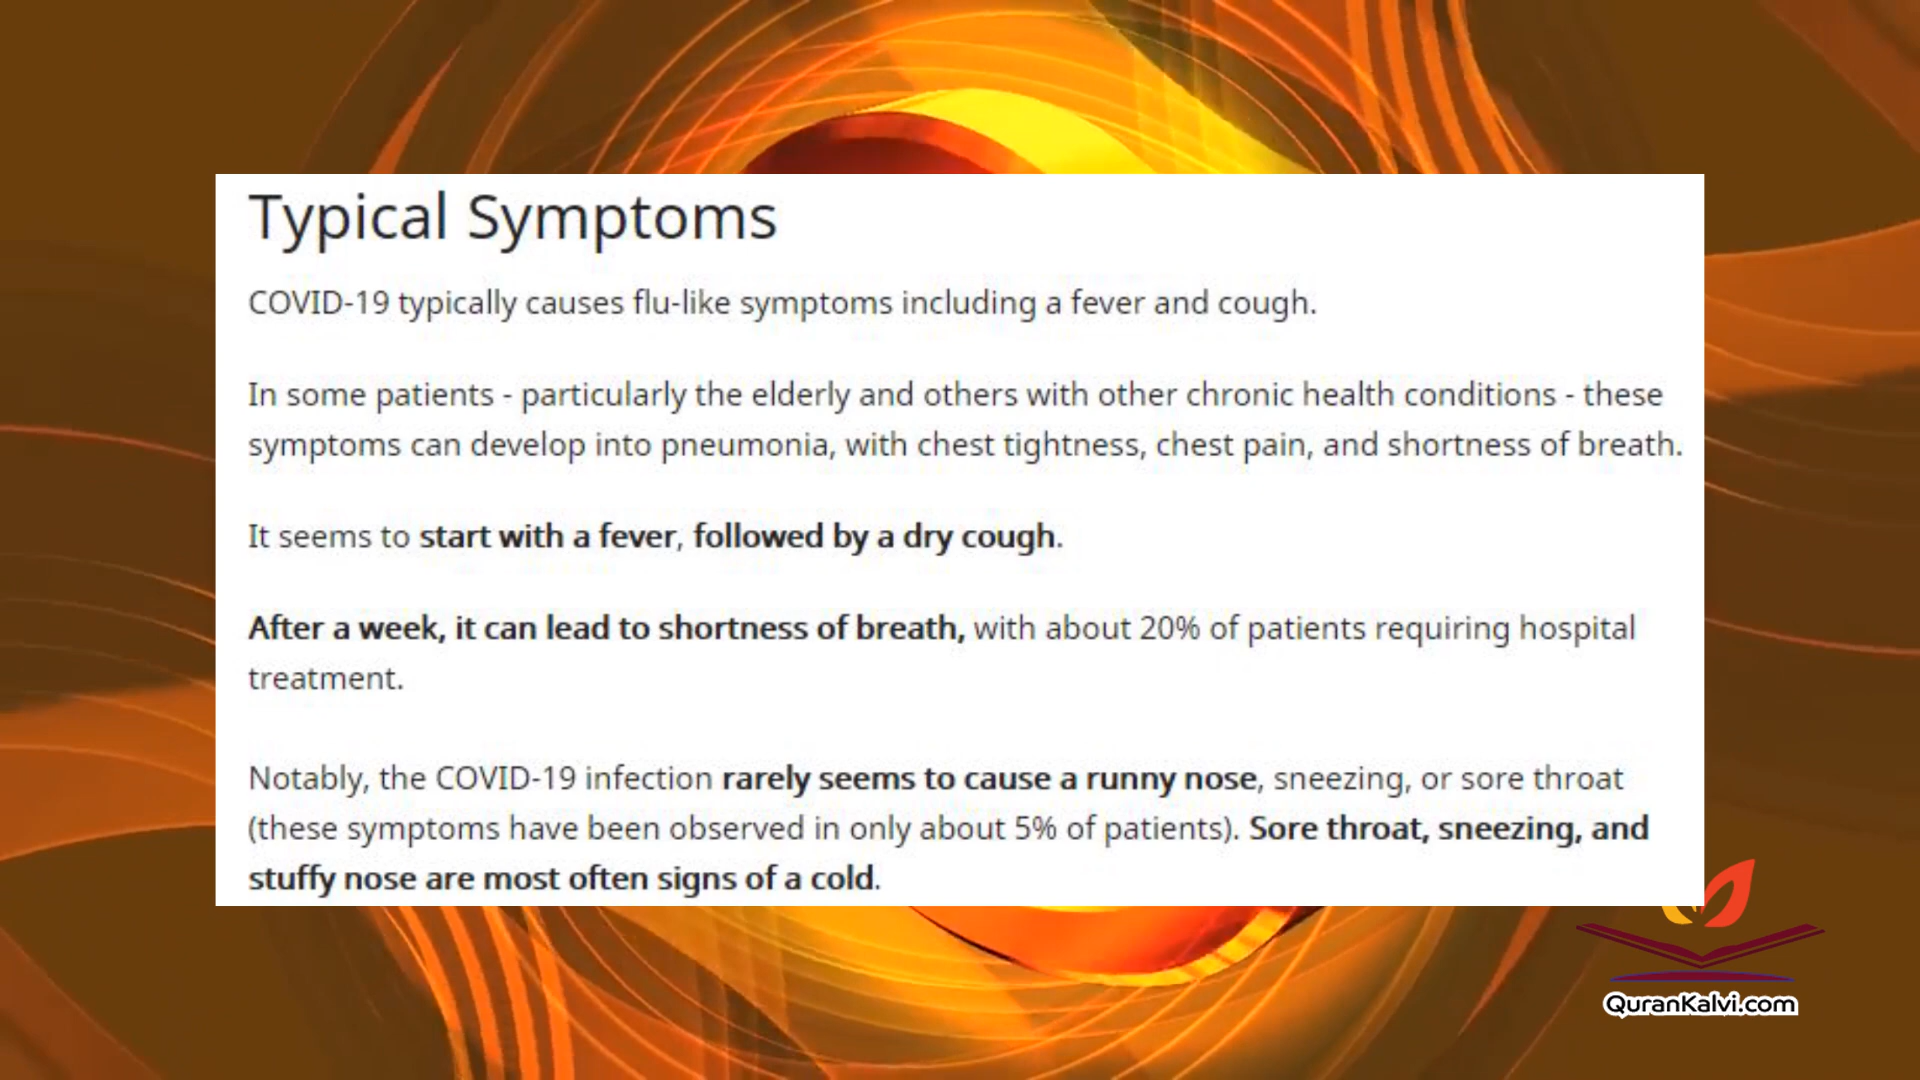 Typical Symptoms
COVID-19 typically causes flu-like symptoms including a fever and cough.
In some patients - particularly the elderly and others with other chronic health conditions - these
symptoms can develop into pneumonia, with chest tightness, chest pain, and shortness of breath.
It seems to start with a fever, followed by a dry cough.
After a week, it can lead to shortness of breath, with about 20% of patients requiring hospital
treatment.
Notably, the COVID-19 infection rarely seems to cause a runny nose, sneezing, or sore throat
(these symptoms have been observed in only about 5% of patients). Sore throat, sneezing, and
stuffy nose are most often signs of a cold.
QuranKalvi.com